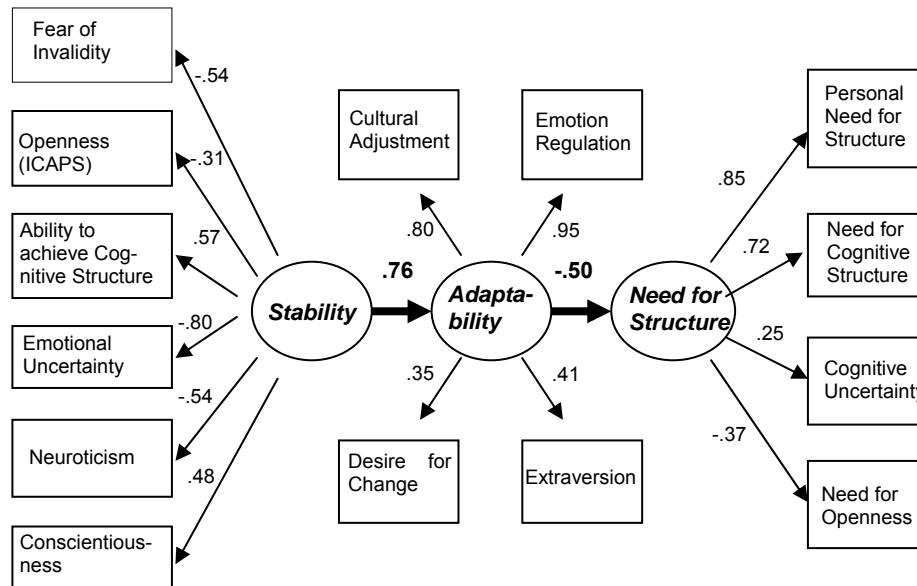 Fear of
Invalidity
-.54
Openness
(ICAPS)
-.31
Ability to
achieve Cog-
nitive Structure
.57
Emotional
Uncertainty
-.80
Neuroticism
-.54
Conscientious-
ness
.48
Stability
.76
Cultural
Adjustment
.80
Emotion
Regulation
.95
Adapta-
bility
-.50
.35
Desire for
Change
.41
Extraversion
Need for
Structure
.85
Personal
Need for
Structure
.72
Need for
Cognitive
Structure
.25
Cognitive
Uncertainty
-.37
Need for
Openness